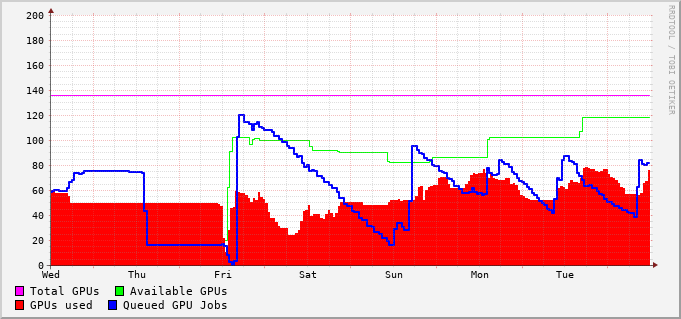 200
180
160
140
120
100
80
60
40
20
0
Wed Thu Fri Sat Sun Mon Tue
Total GPUs Available GPUs
GPUs used Queued GPU Jobs
RRDTOOL / TOBI OETIKER